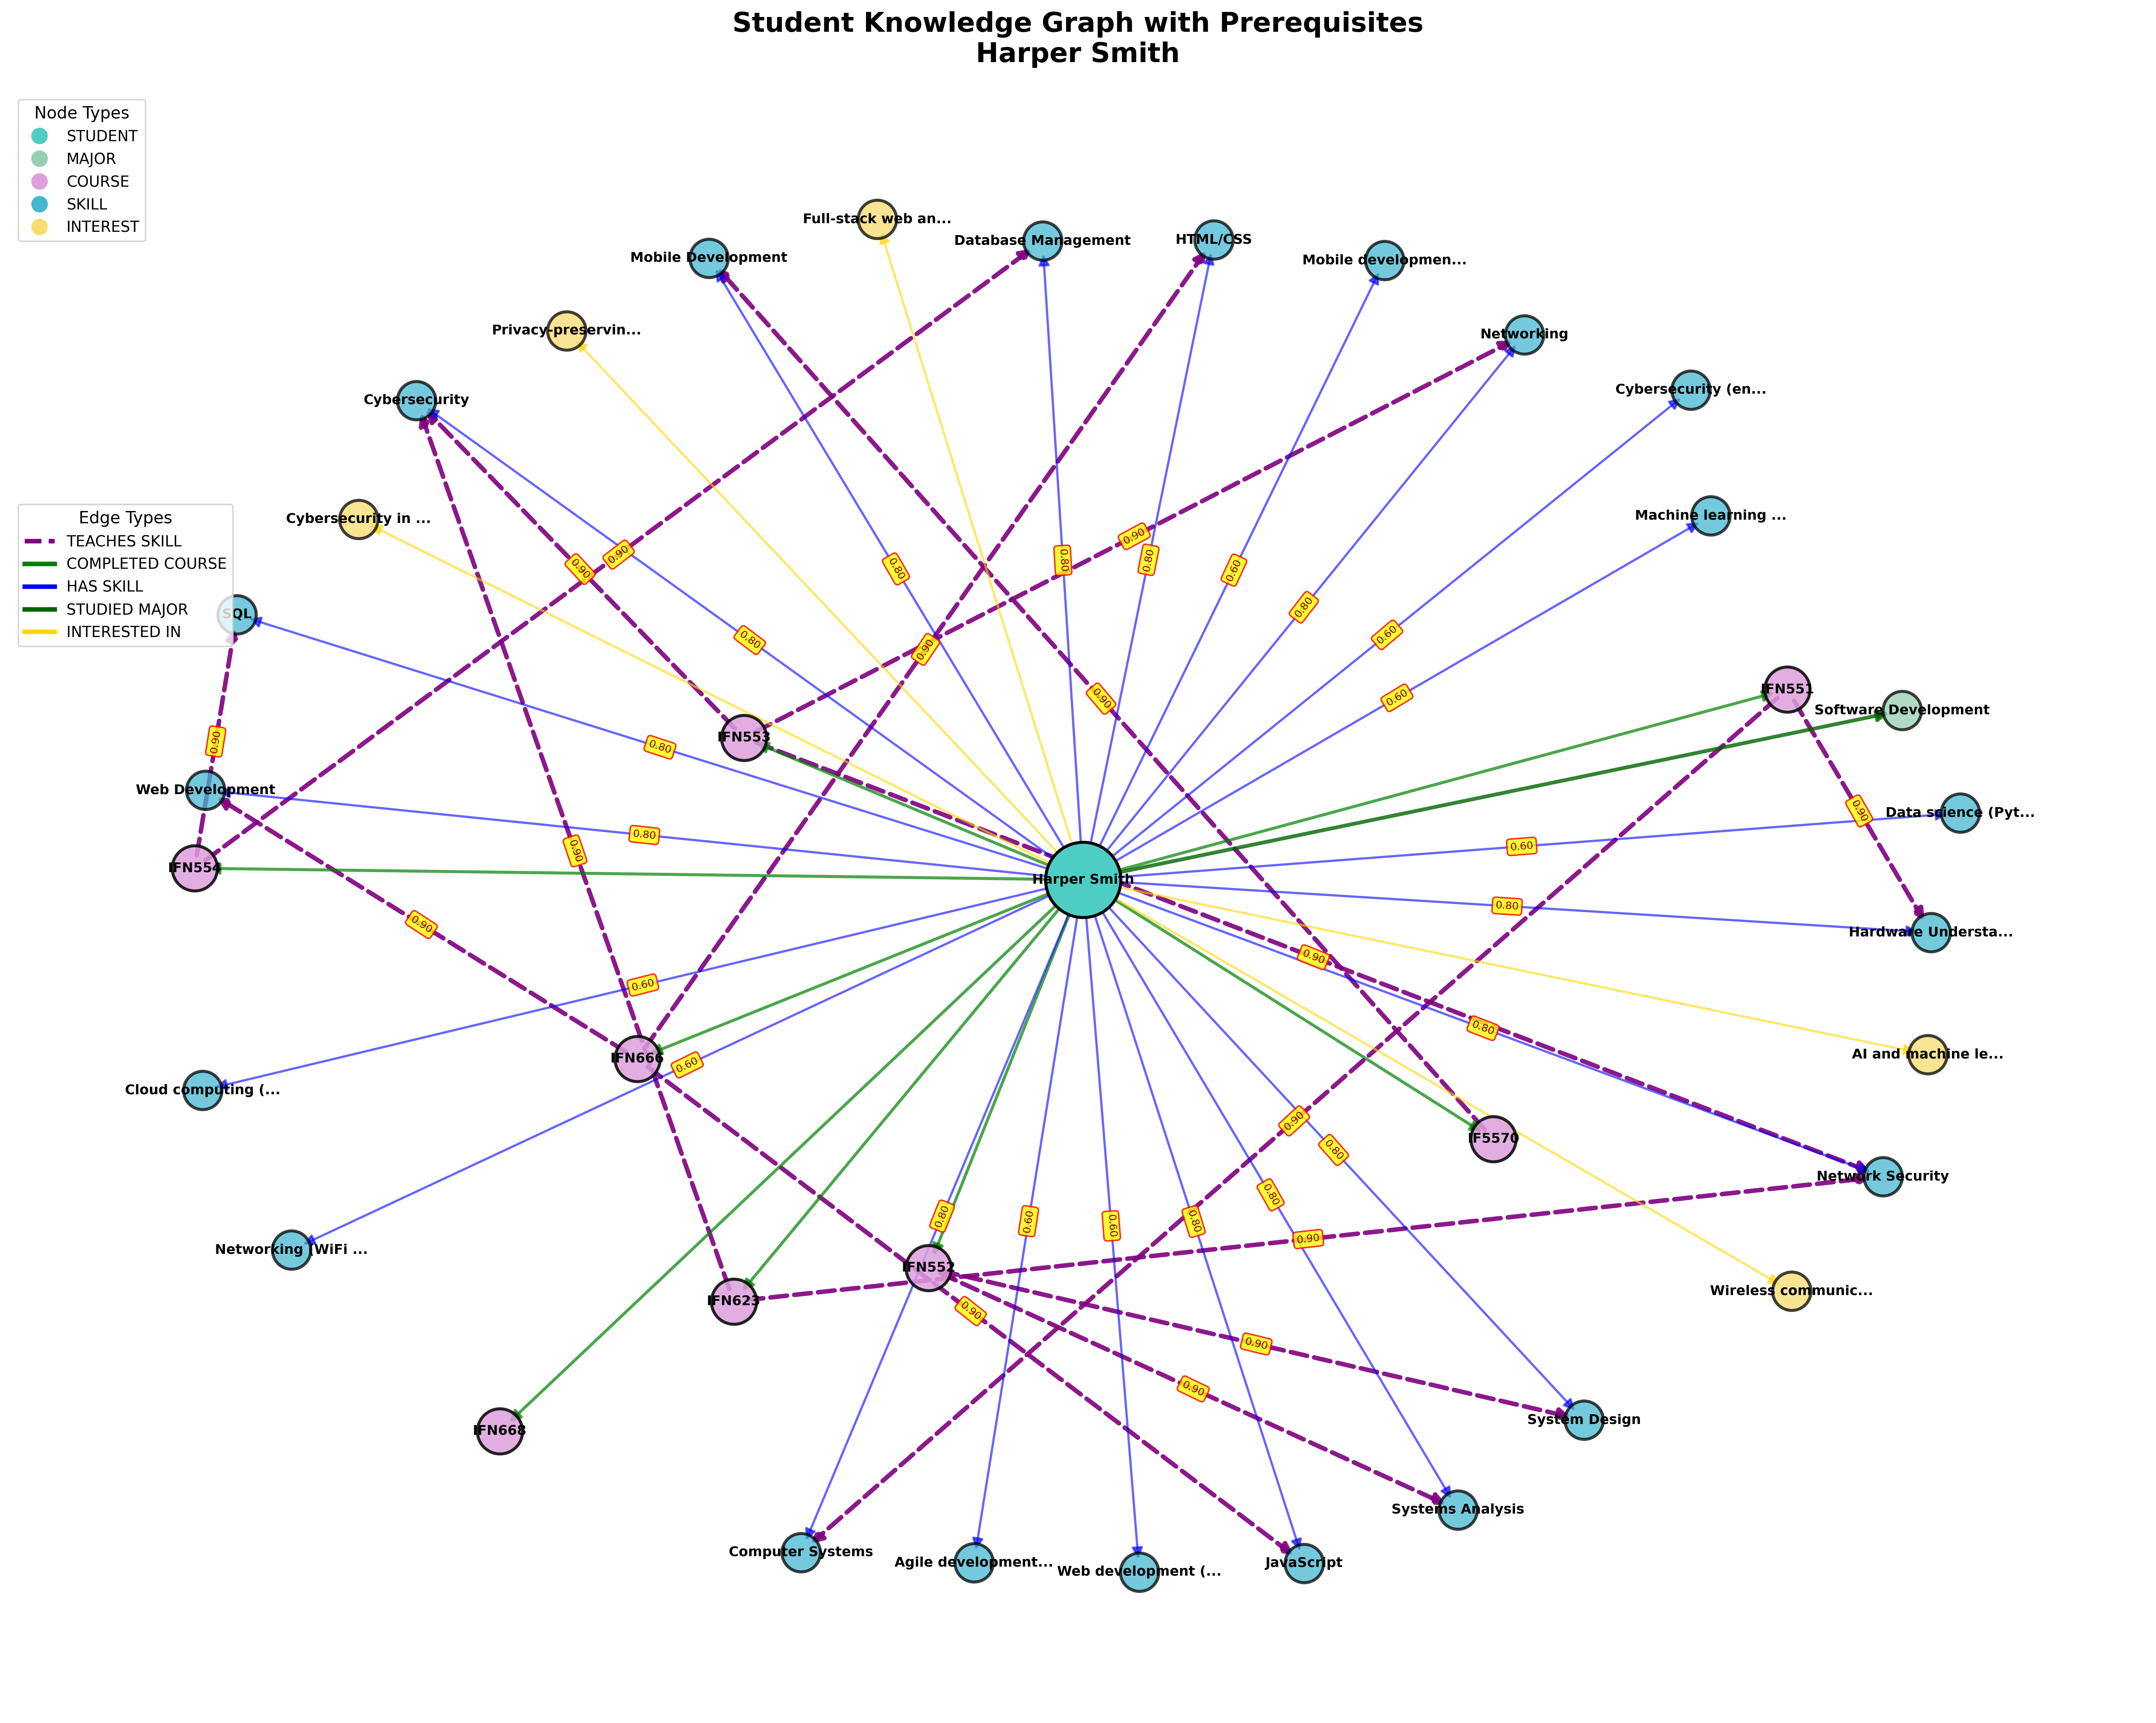 Student Knowledge Graph with Prerequisites
Harper Smith
Node Types
STUDENT
MAJOR
COURSE
SKILL
INTEREST
Full-stack web an...
Database Management
HTML/CSS
Mobile Development
Mobile developmen...
Privacy-preservin...
Networking
Cybersecurity
Cybersecurity (en...
Cybersecurity in ...
Machine learning ...
Edge Types
TEACHES SKILL
COMPLETED COURSE
HAS SKILL
STUDIED MAJOR
INTERESTED IN
0.90
0.90
0.90
0.80
0.80
0.80
0.60
0.80
0.60
SQL
0.80
0.90
0.60
0.90
IFN551
Software Development
0.90
0.80
IFN553
Web Development
0.80
0.90
0.60
0.90
Data science (Pyt...
IFN554
Harper Smith
0.80
0.90
Hardware Understa...
0.90
0.60
0.80
IFN666
0.60
AI and machine le...
Cloud computing (...
0.90
0.80
IF5570
Network Security
0.80
0.60
0.60
0.80
0.80
0.90
Networking (WiFi ...
IFN552
Wireless communic...
IFN623
0.90
0.90
0.90
IFN668
System Design
Systems Analysis
Computer Systems
Agile development...
Web development (...
JavaScript